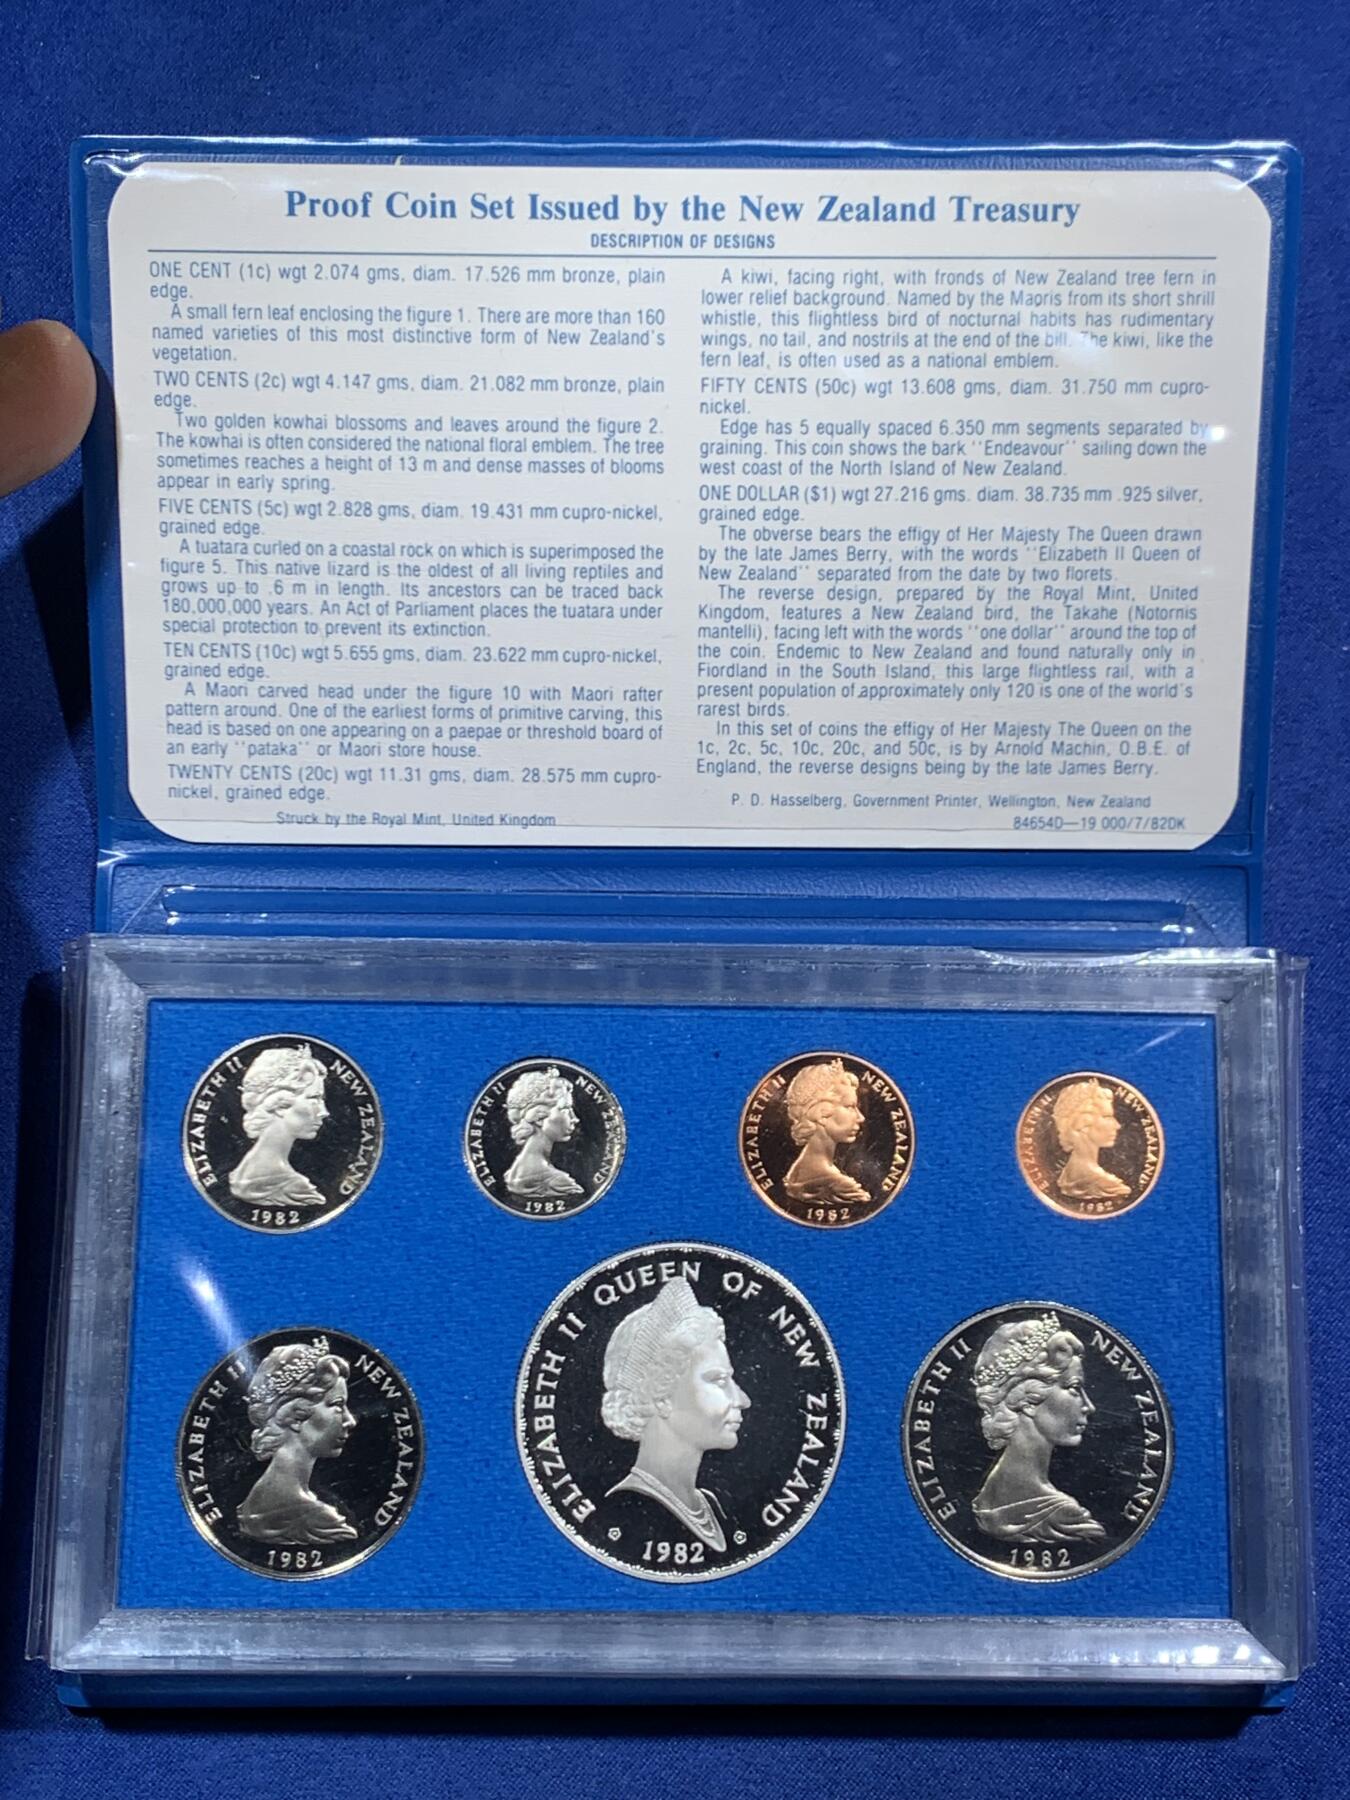 Proof Coin Set Issued by the New Zealand Treasury
DESCRIPTION OF DESIGNS
ONE CENT (1c) wgt 2.074 gms, diam. 17.526 mm bronze, plain
edge.
A small fern leaf enclosing the figure 1. There are more than 160
named varieties of this most distinctive form of New Zealand's
vegetation.
TWO CENTS (2c) wgt 4.147 gms, diam. 21.082 mm bronze, plain
edge.
Two golden kowhai blossoms and leaves around the figure 2.
The kowhai is often considered the national floral emblem. The tree
sometimes reaches a height of 13 m and dense masses of blooms
appear in early spring.
FIVE CENTS (5c) wgt 2.828 gms, diam. 19.431 mm cupro-nickel,
grained edge.
A tuatara curled on a coastal rock on which is superimposed the
figure 5. This native lizard is the oldest of all living reptiles and
grows up to .6 m in length. Its ancestors can be traced back
180,000,000 years. An Act of Parliament places the tuatara under
special protection to prevent its extinction.
TEN CENTS (10c) wgt 5.655 gms, diam. 23.622 mm cupro-nickel,
grained edge.
A Maori carved head under the figure 10 with Maori rafter
pattern around. One of the earliest forms of primitive carving, this
head is based on one appearing on a paepae or threshold board of
an early "pataka" or Maori store house.
TWENTY CENTS (20c) wgt 11.31 gms, diam. 28.575 mm cupro-
nickel, grained edge.
Struck by the Royal Mint, United Kingdom
A kiwi, facing right, with fronds of New Zealand tree fern in
lower relief background. Named by the Maoris from its short shrill
whistle, this flightless bird of nocturnal habits has rudimentary
wings, no tail, and nostrils at the end of the bill. The kiwi, like the
fern leaf, is often used as a national emblem.
FIFTY CENTS (50c) wgt 13.608 gms, diam. 31.750 mm cupro-
nickel.
Edge has 5 equally spaced 6.350 mm segments separated by
graining. This coin shows the bark "Endeavour" sailing down the
west coast of the North Island of New Zealand.
ONE DOLLAR ($1) wgt 27.216 gms. diam. 38.735 mm .925 silver,
grained edge.
The obverse bears the effigy of Her Majesty The Queen drawn
by the late James Berry, with the words "Elizabeth II Queen of
New Zealand" separated from the date by two florets.
The reverse design, prepared by the Royal Mint, United
Kingdom, features a New Zealand bird, the Takahe (Notornis
mantelli), facing left with the words "one dollar" around the top of
the coin. Endemic to New Zealand and found naturally only in
Fiordland in the South Island, this large flightless rail, with a
present population of approximately only 120 is one of the world's
rarest birds.
In this set of coins the effigy of Her Majesty The Queen on the
1c, 2c, 5c, 10c, 20c, and 50c, is by Arnold Machin, O.B.E. of
England, the reverse designs being by the late James Berry.
P. D. Hasselberg, Government Printer, Wellington, New Zealand
84654D—19 000/7/82DK
ELIZABETH II NEW ZEALAND
1982
ELIZABETH II NEW ZEALAND
1982
ELIZABETH II NEW ZEALAND
1982
ELIZABETH II NEW ZEALAND
1982
ELIZABETH II NEW ZEALAND
1982
ELIZABETH II QUEEN OF NEW ZEALAND
1982
ELIZABETH II NEW ZEALAND
1982